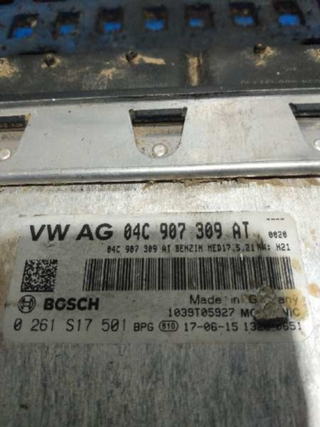 VW AG 04C 907 309 AT 0020
04C 907 309 AT BENZIN MED17.5.21 HW: H21
BOSCH
Made in Germany
1039T05927
0 261 S17 501 BPG 810 17-06-15